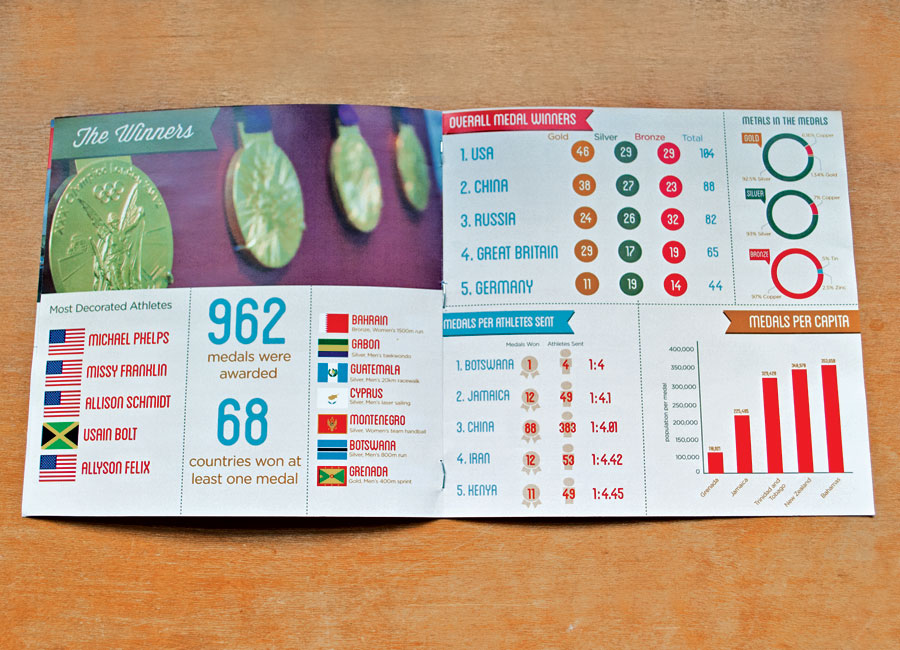 The Winners
Most Decorated Athletes
MICHAEL PHELPS
MISSY FRANKLIN
ALLISON SCHMIDT
USAIN BOLT
ALLYSON FELIX
962
medals were
awarded
68
countries won at
least one medal
BAHRAIN
Bronze, Women's 1500m run
GABON
Silver, Men's taekwondo
GUATEMALA
Silver, Men's 20km racewalk
CYPRUS
Silver, Men's laser sailing
MONTENEGRO
Silver, Women's team handball
BOTSWANA
Silver, Men's 800m run
GRENADA
Gold, Men's 400m sprint
OVERALL MEDAL WINNERS
Gold Silver Bronze Total
1. USA 46 29 29 104
2. CHINA 38 27 23 88
3. RUSSIA 24 26 32 82
4. GREAT BRITAIN 29 17 19 65
5. GERMANY 11 19 14 44
METALS IN THE MEDALS
GOLD
6.16% Copper
92.5% Silver
1.34% Gold
SILVER
7% Copper
93% Silver
BRONZE
.5% Tin
2.5% Zinc
97% Copper
MEDALS PER ATHLETES SENT
Medals Won Athletes Sent
1. BOTSWANA 1 4 1:4
2. JAMAICA 12 49 1:4.1
3. CHINA 88 383 1:4.01
4. IRAN 12 53 1:4.42
5. KENYA 11 49 1:4.45
MEDALS PER CAPITA
population per medal
400,000
350,000
300,000
250,000
200,000
150,000
100,000
0
Grenada
Jamaica
Trinidad and
Tobago
New Zealand
Bahamas